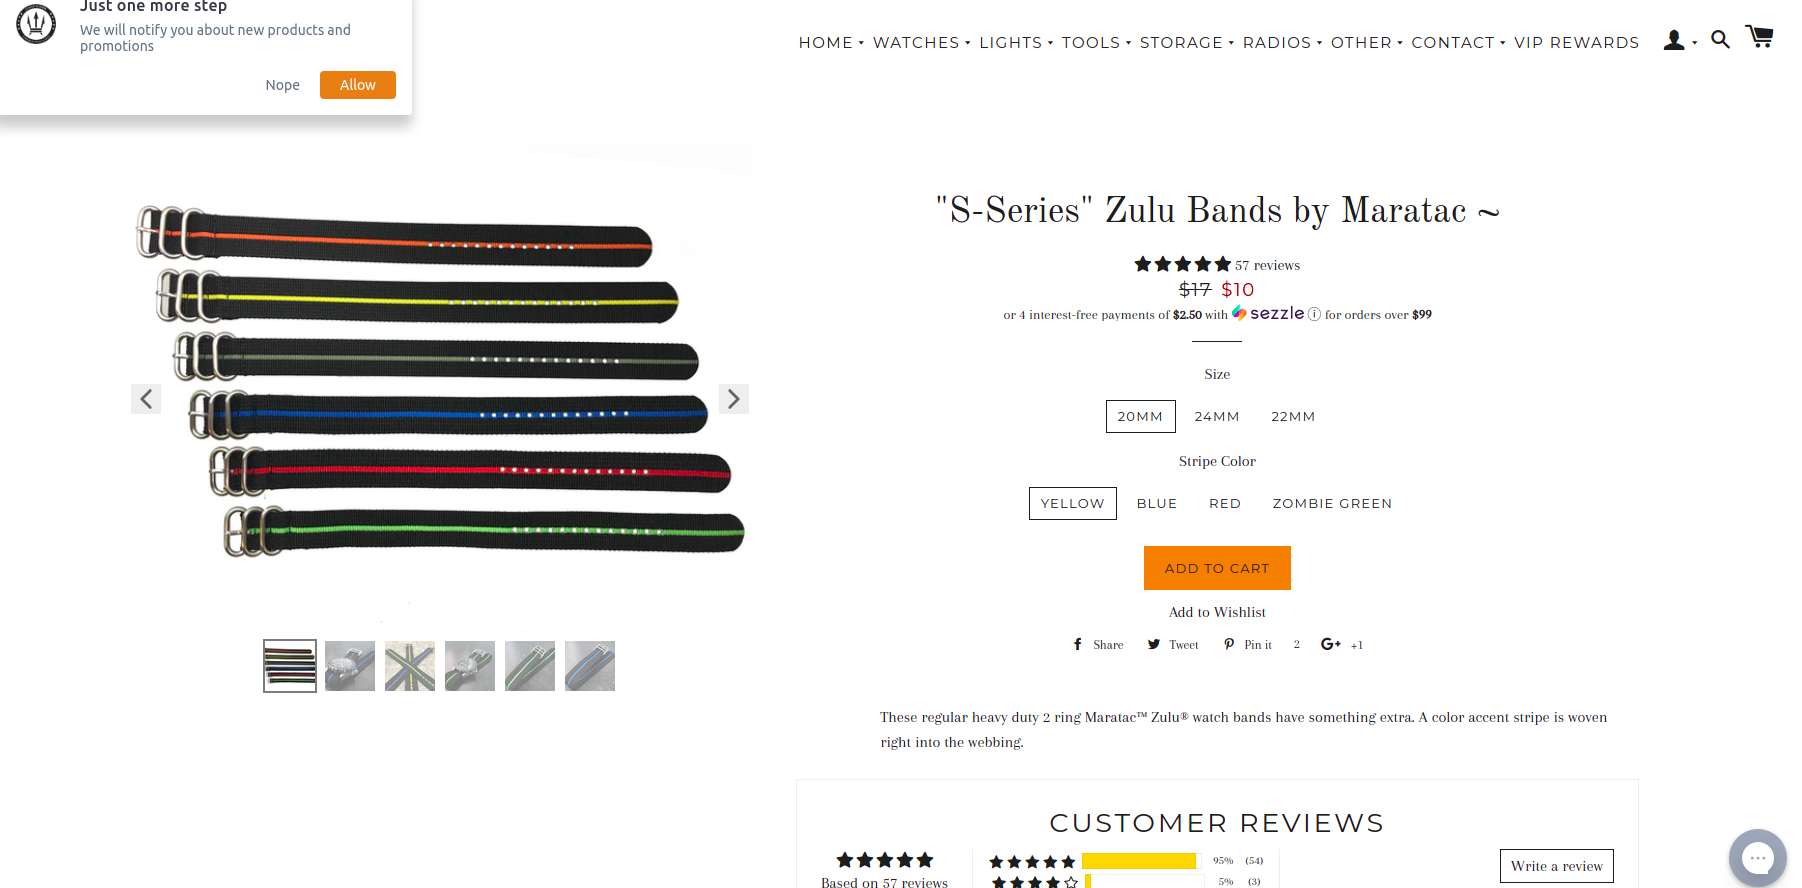 Just one more step
We will notify you about new products and
promotions
Nope
Allow
HOME
WATCHES
LIGHTS
TOOLS
STORAGE
RADIOS
OTHER
CONTACT
VIP REWARDS
"S-Series" Zulu Bands by Maratac ~
57 reviews
$17 $10
or 4 interest-free payments of $2.50 with sezzle for orders over $99
Size
20MM
24MM
22MM
Stripe Color
YELLOW
BLUE
RED
ZOMBIE GREEN
ADD TO CART
Add to Wishlist
Share
Tweet
Pin it
2
G+
+1
These regular heavy duty 2 ring Maratac™ Zulu® watch bands have something extra. A color accent stripe is woven
right into the webbing.
CUSTOMER REVIEWS
Based on 57 reviews
95% (54)
5% (3)
Write a review